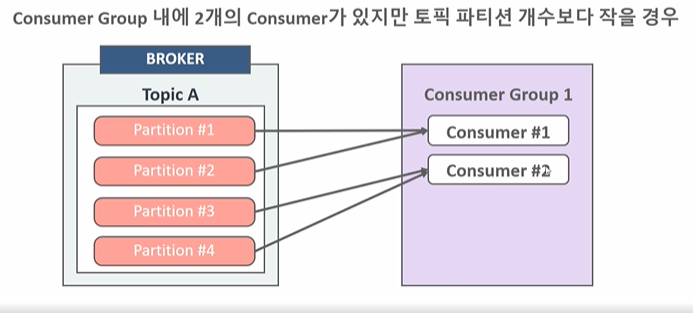 Consumer Group 내에 2개의 Consumer가 있지만 토픽 파티션 개수보다 작을 경우
BROKER
Topic A
Partition #1
Partition #2
Partition #3
Partition #4
Consumer Group 1
Consumer #1
Consumer #2